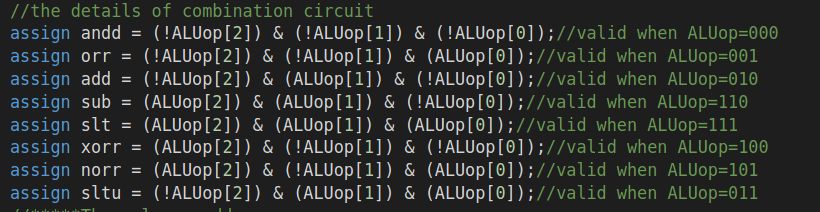 //the details of combination circuit
assign andd = (!ALUop[2]) & (!ALUop[1]) & (!ALUop[0]);//valid when ALUop=000
assign orr = (!ALUop[2]) & (!ALUop[1]) & (ALUop[0]);//valid when ALUop=001
assign add = (!ALUop[2]) & (ALUop[1]) & (!ALUop[0]);//valid when ALUop=010
assign sub = (ALUop[2]) & (ALUop[1]) & (!ALUop[0]);//valid when ALUop=110
assign slt = (ALUop[2]) & (ALUop[1]) & (ALUop[0]);//valid when ALUop=111
assign xorr = (ALUop[2]) & (!ALUop[1]) & (!ALUop[0]);//valid when ALUop=100
assign norr = (ALUop[2]) & (!ALUop[1]) & (ALUop[0]);//valid when ALUop=101
assign sltu = (!ALUop[2]) & (ALUop[1]) & (ALUop[0]);//valid when ALUop=011